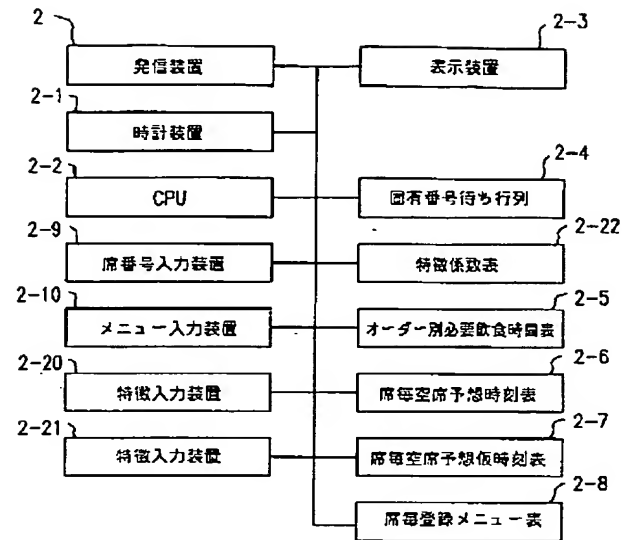 2
発信装置
2-3
表示装置
2-1
時計装置
2-2
CPU
2-4
固有番号待ち行列
2-9
席番号入力装置
2-22
特徴係数表
2-10
メニュー入力装置
2-5
オーダー別必要飲食時間表
2-20
特徴入力装置
2-6
席毎空席予想時刻表
2-21
特徴入力装置
2-7
席毎空席予想仮時刻表
2-8
席毎登録メニュー表